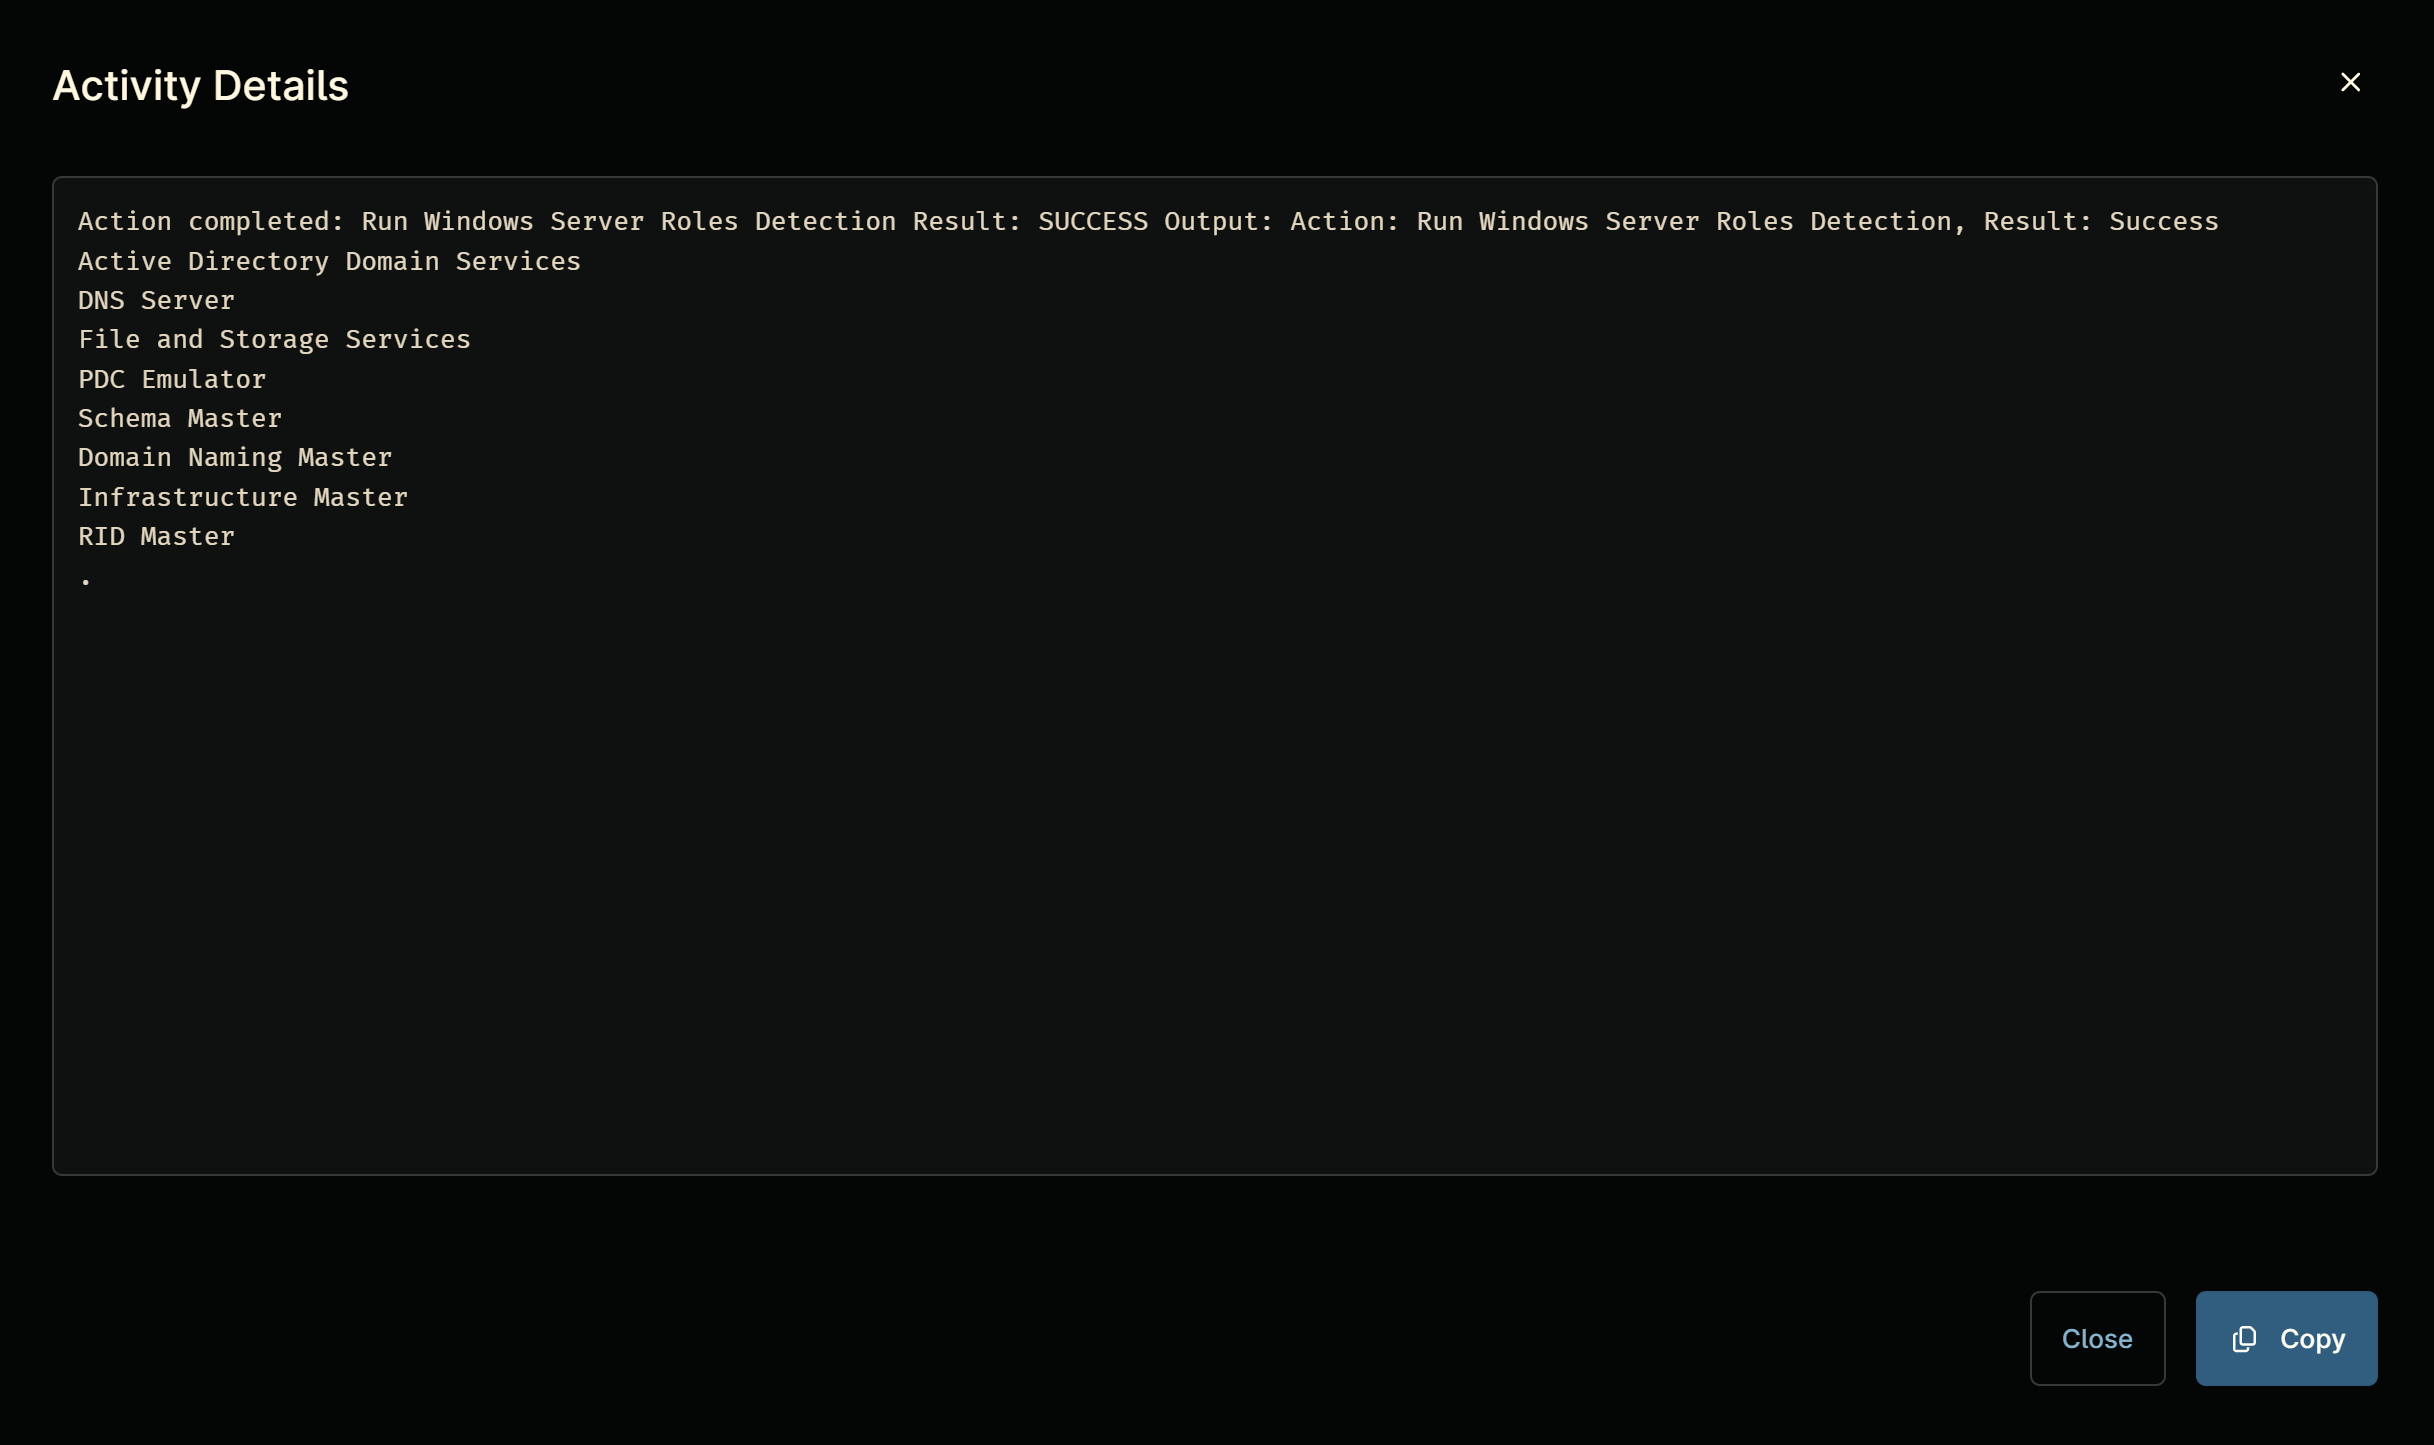 Activity Details
Action completed: Run Windows Server Roles Detection Result: SUCCESS Output: Action: Run Windows Server Roles Detection, Result: Success
Active Directory Domain Services
DNS Server
File and Storage Services
PDC Emulator
Schema Master
Domain Naming Master
Infrastructure Master
RID Master
.
Close
Copy